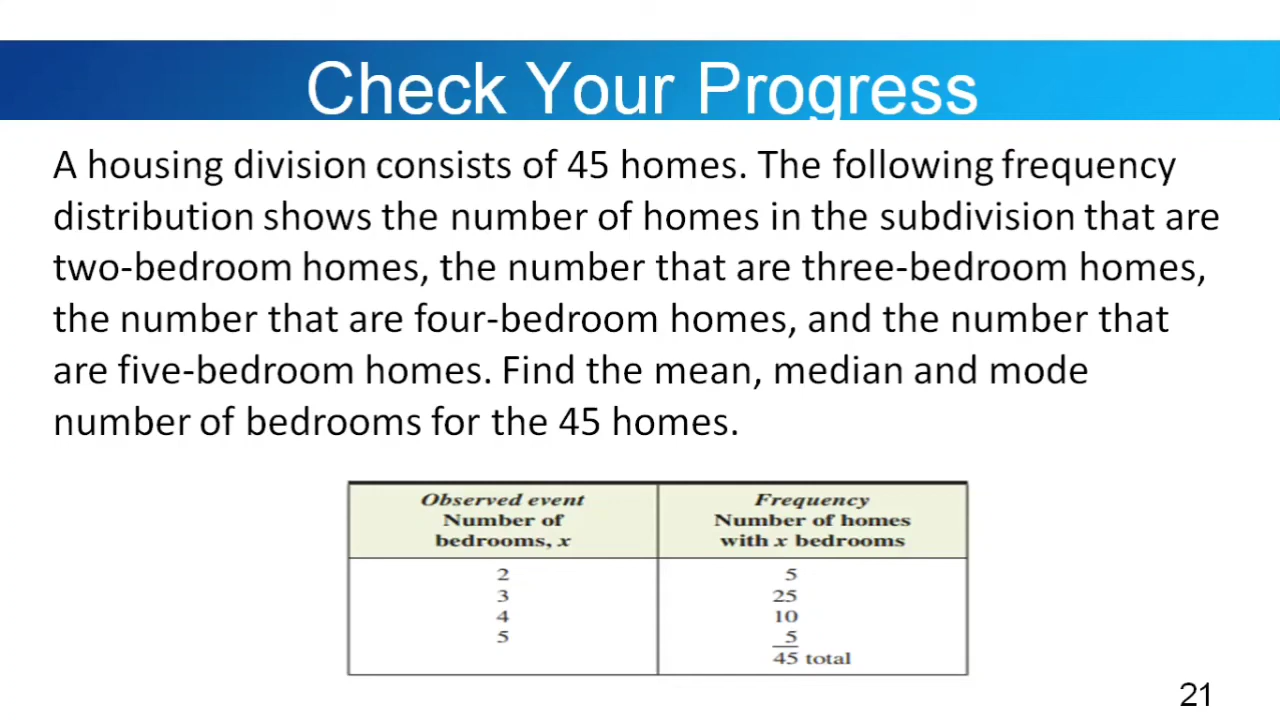 Check Your Progress
A housing division consists of 45 homes. The following frequency
distribution shows the number of homes in the subdivision that are
two-bedroom homes, the number that are three-bedroom homes,
the number that are four-bedroom homes, and the number that
are five-bedroom homes. Find the mean, median and mode
number of bedrooms for the 45 homes.
Observed event Frequency
Number of Number of homes
bedrooms, x with x bedrooms
2 5
3 25
4 10
5 5
45 total
21